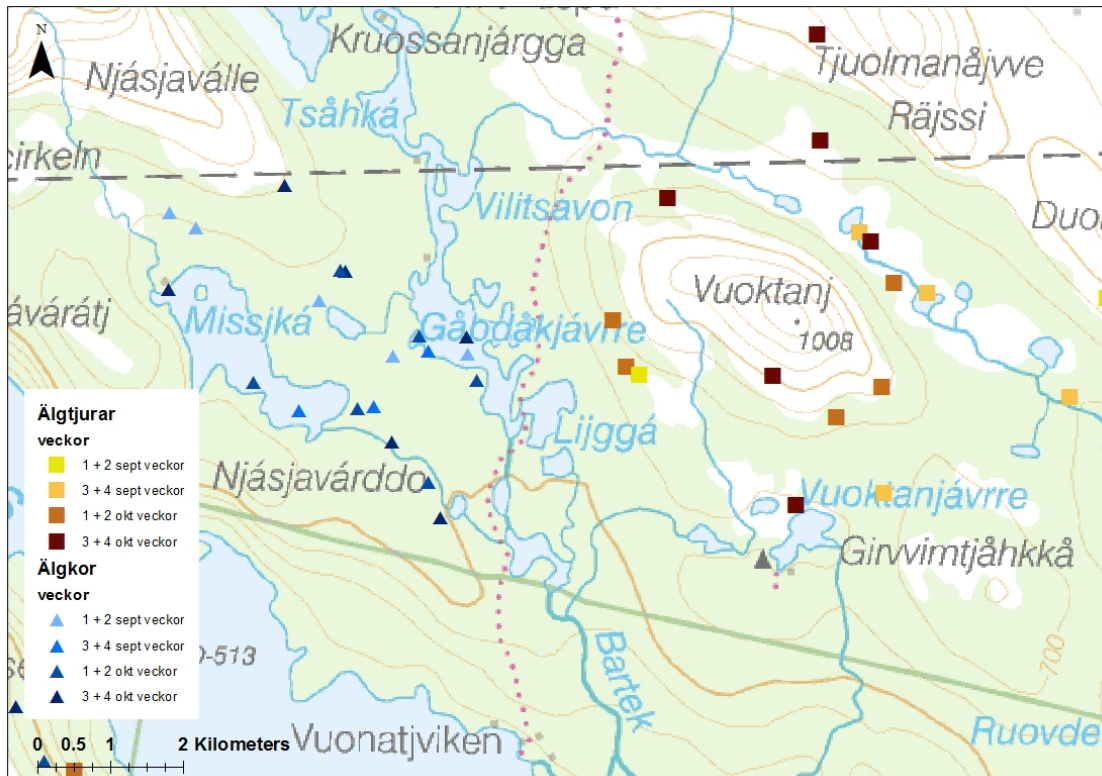 N
Kruossanjárgga
Njásjaválle
Tjuolmanåjvve
Tsåhká
Räjssi
cirkeln
Vilitsavon
Vuoktanj
Missjká
Gåbdåkjávrre
ávárátj
1008
Lijggá
Älgtjurar
veckor
1 + 2 sept veckor
3 + 4 sept veckor
1 + 2 okt veckor
3 + 4 okt veckor
Njásjavárddo
Vuoktanjávrre
Girvvimtjåhkkå
Älgkor
veckor
1 + 2 sept veckor
3 + 4 sept veckor
1 + 2 okt veckor
3 + 4 okt veckor
Bartek
-513
700
Ruovde
Vuonatjviken
0 0.5 1 2 Kilometers